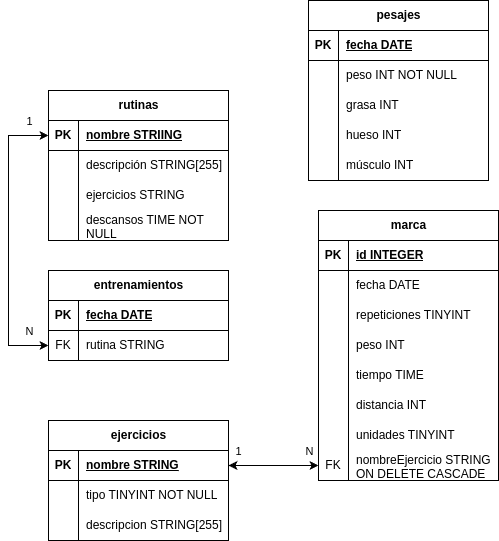 pesajes
PK fecha DATE
peso INT NOT NULL
grasa INT
hueso INT
músculo INT
rutinas
1
PK nombre STRIING
descripción STRING[255]
ejercicios STRING
descansos TIME NOT
NULL
marca
PK id INTEGER
fecha DATE
repeticiones TINYINT
peso INT
tiempo TIME
distancia INT
unidades TINYINT
FK nombreEjercicio STRING
ON DELETE CASCADE
entrenamientos
PK fecha DATE
N
FK rutina STRING
ejercicios
PK nombre STRING
1 N
tipo TINYINT NOT NULL
descripcion STRING[255]